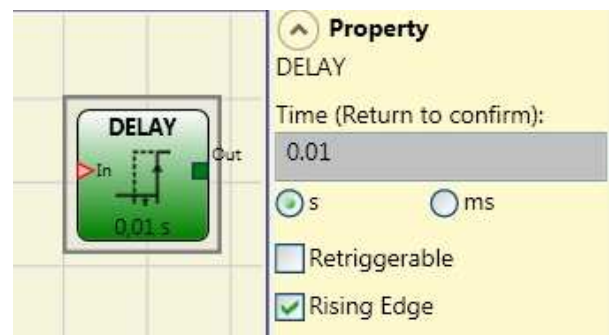 DELAY
In
Out
0,01 s
Property
DELAY
Time (Return to confirm):
0.01
s
ms
Retriggerable
Rising Edge